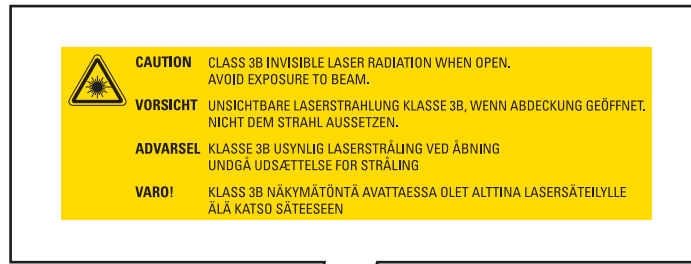 CAUTION CLASS 3B INVISIBLE LASER RADIATION WHEN OPEN.
AVOID EXPOSURE TO BEAM.
VORSICHT UNSICHTBARE LASERSTRAHLUNG KLASSE 3B, WENN ABDECKUNG GEÖFFNET.
NICHT DEM STRAHL AUSSETZEN.
ADVARSEL KLASSE 3B USYNLIG LASERSTRÅLING VED ÅBNING
UNDGÅ UDSÆTTELSE FOR STRÅLING
VARO! KLASS 3B NÄKYMÄTÖNTÄ AVATTAESSA OLET ALTTINA LASERSÄTEILYLLE
ÄLÄ KATSO SÄTEESEEN